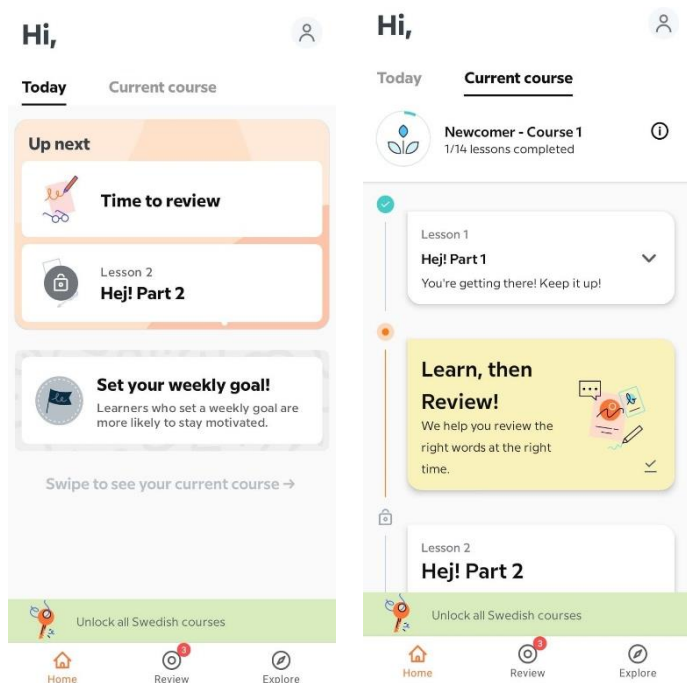 Hi,
Today Current course
Up next
Time to review
Lesson 2
Hej! Part 2
Set your weekly goal!
Learners who set a weekly goal are
more likely to stay motivated.
Swipe to see your current course →
Unlock all Swedish courses
3
Home Review Explore
Hi,
Today Current course
Newcomer - Course 1
1/14 lessons completed
Lesson 1
Hej! Part 1
You're getting there! Keep it up!
Learn, then
Review!
We help you review the
right words at the right
time.
Lesson 2
Hej! Part 2
Unlock all Swedish courses
3
Home Review Explore